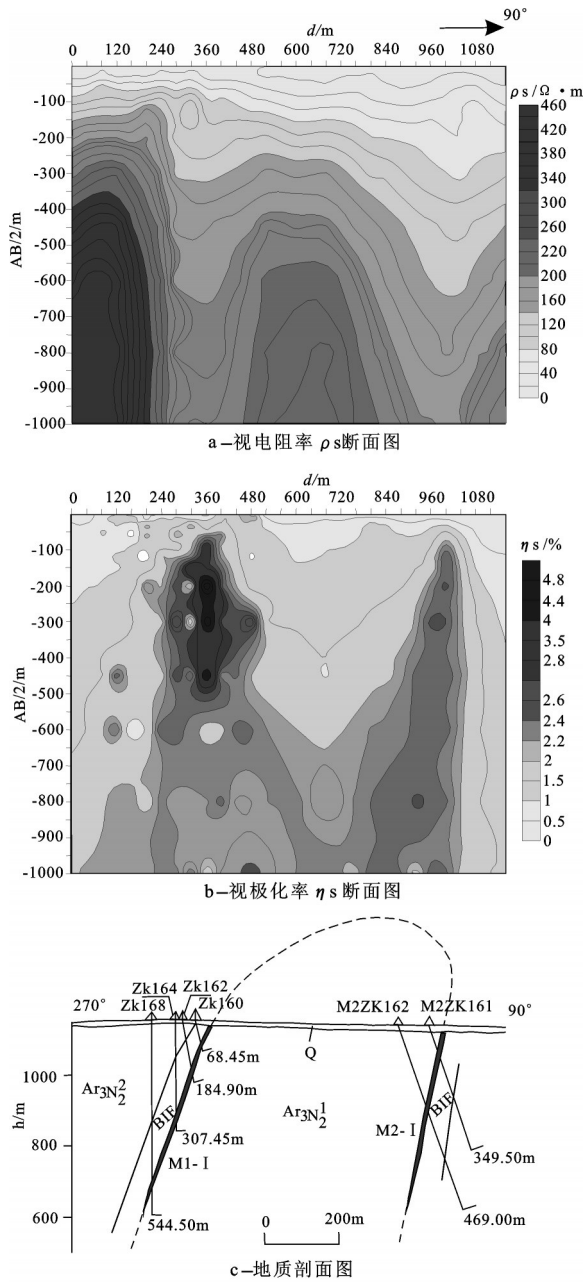 d/m
90°
0 120 240 360 480 600 720 840 960 1080
AB/2/m
-100
-200
-300
-400
-500
-600
-700
-800
-900
-1000
ρs/Ω•m
460
420
380
340
300
260
200
160
120
80
40
0
a–视电阻率 ρs断面图
d/m
0 120 240 360 480 600 720 840 960 1080
AB/2/m
-100
-200
-300
-400
-500
-600
-700
-800
-900
-1000
ηs/%
4.8
4.4
4
3.5
2.8
2.6
2.4
2.2
2
1.5
1
0.5
0
b–视极化率 ηs断面图
270°
Zk164 Zk162
Zk168 Zk160
M2ZK162 M2ZK161
90°
h/m
1000
800
600
Ar₃N₂²
BIF
M1-Ⅰ
68.45m
184.90m
307.45m
544.50m
Q
Ar₃N₂¹
M2-Ⅰ
BIF
349.50m
469.00m
0 200m
c–地质剖面图